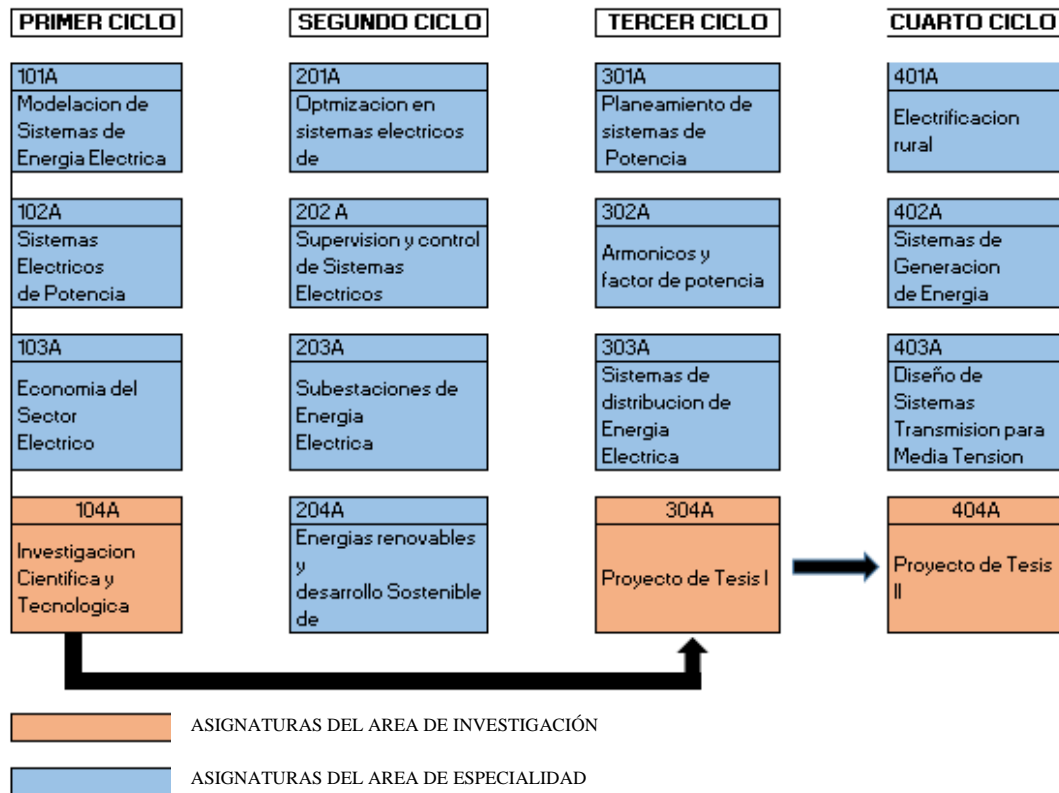 PRIMER CICLO
SEGUNDO CICLO
TERCER CICLO
CUARTO CICLO
101A
Modelacion de
Sistemas de
Energia Electrica
201A
Optmizacion en
sistemas electricos
de
301A
Planeamiento de
sistemas de
Potencia
401A
Electrificacion
rural
102A
Sistemas
Electricos
de Potencia
202 A
Supervision y control
de Sistemas
Electricos
302A
Armonicos y
factor de potencia
402A
Sistemas de
Generacion
de Energia
103A
Economia del
Sector
Electrico
203A
Subestaciones de
Energia
Electrica
303A
Sistemas de
distribucion de
Energia
Electrica
403A
Diseño de
Sistemas
Transmision para
Media Tension
104A
Investigacion
Cientifica y
Tecnologica
204A
Energias renovables
y
desarrollo Sostenible
de
304A
Proyecto de Tesis I
404A
Proyecto de Tesis
II
ASIGNATURAS DEL AREA DE INVESTIGACIÓN
ASIGNATURAS DEL AREA DE ESPECIALIDAD